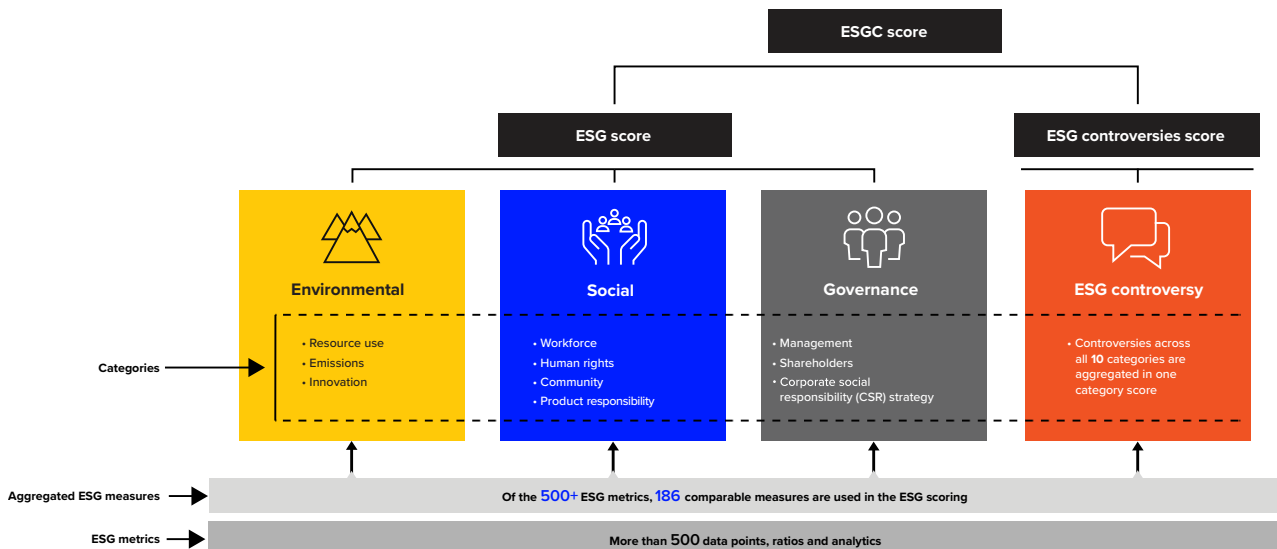 ESGC score
ESG score
ESG controversies score
Environmental
Social
Governance
ESG controversy
Categories
• Resource use
• Emissions
• Innovation
• Workforce
• Human rights
• Community
• Product responsibility
• Management
• Shareholders
• Corporate social
responsibility (CSR) strategy
• Controversies across
all 10 categories are
aggregated in one
category score
Aggregated ESG measures
Of the 500+ ESG metrics, 186 comparable measures are used in the ESG scoring
ESG metrics
More than 500 data points, ratios and analytics